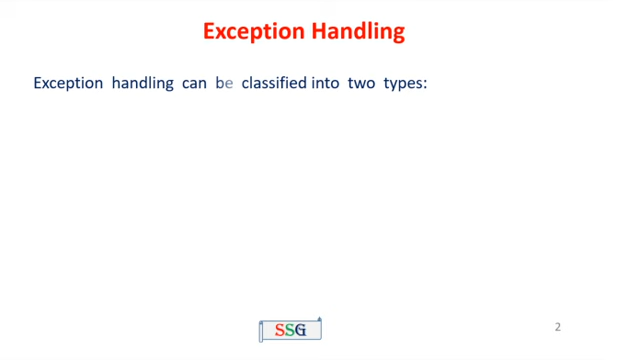 Exception Handling
Exception handling can be classified into two types:
SSG
2